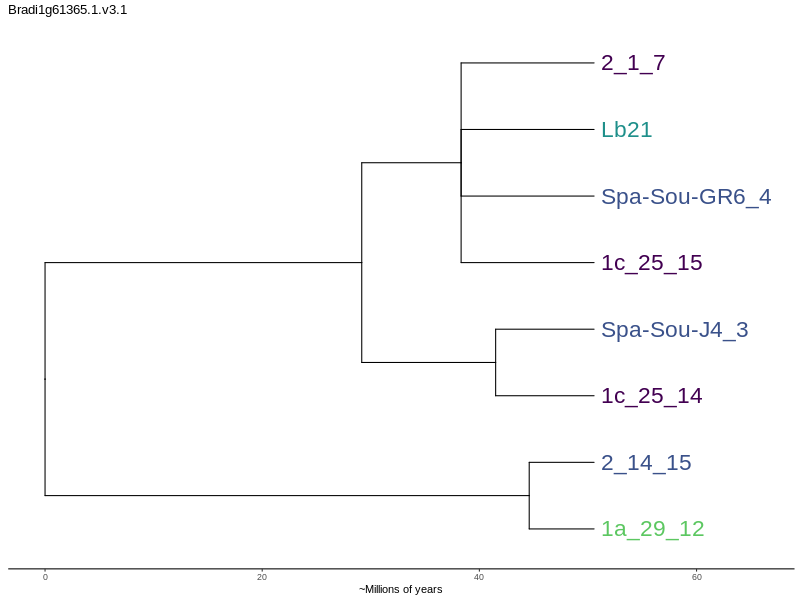 Bradi1g61365.1.v3.1
2_1_7
Lb21
Spa-Sou-GR6_4
1c_25_15
Spa-Sou-J4_3
1c_25_14
2_14_15
1a_29_12
0 20 40 60
~Millions of years